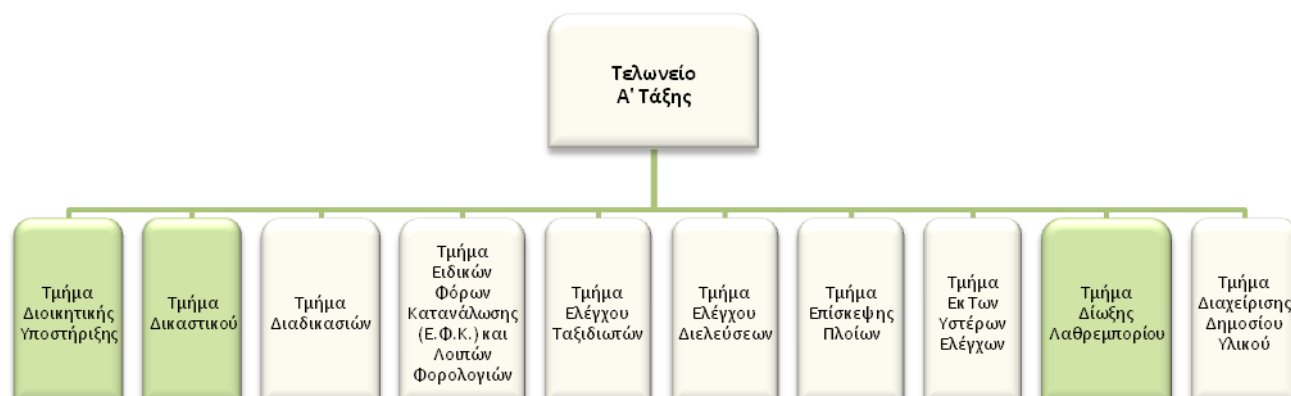 Τελωνείο
Α' Τάξης
Τμήμα
Διοικητικής
Υποστήριξης
Τμήμα
Δικαστικού
Τμήμα
Διαδικασιών
Τμήμα
Ειδικών
Φόρων
Κατανάλωσης
(Ε.Φ.Κ.) και
Λοιπών
Φορολογιών
Τμήμα
Ελέγχου
Ταξιδιωτών
Τμήμα
Ελέγχου
Διελεύσεων
Τμήμα
Επίσκεψης
Πλοίων
Τμήμα
Εκ Των
Υστέρων
Ελέγχων
Τμήμα
Δίωξης
Λαθρεμπορίου
Τμήμα
Διαχείρισης
Δημοσίου
Υλικού